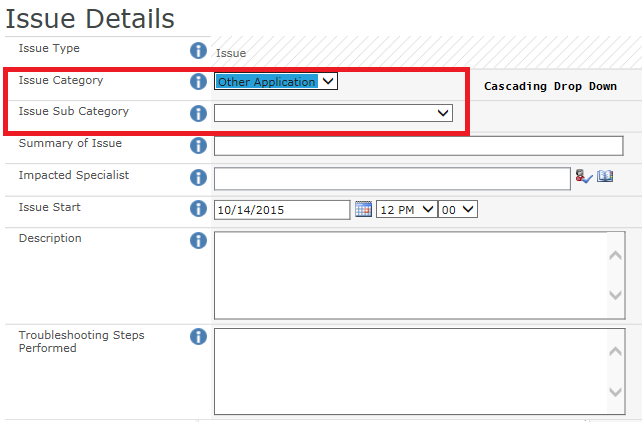 Issue Details
Issue Type Issue
Issue Category Other Application Cascading Drop Down
Issue Sub Category
Summary of Issue
Impacted Specialist
Issue Start 10/14/2015 12 PM 00
Description
Troubleshooting Steps
Performed